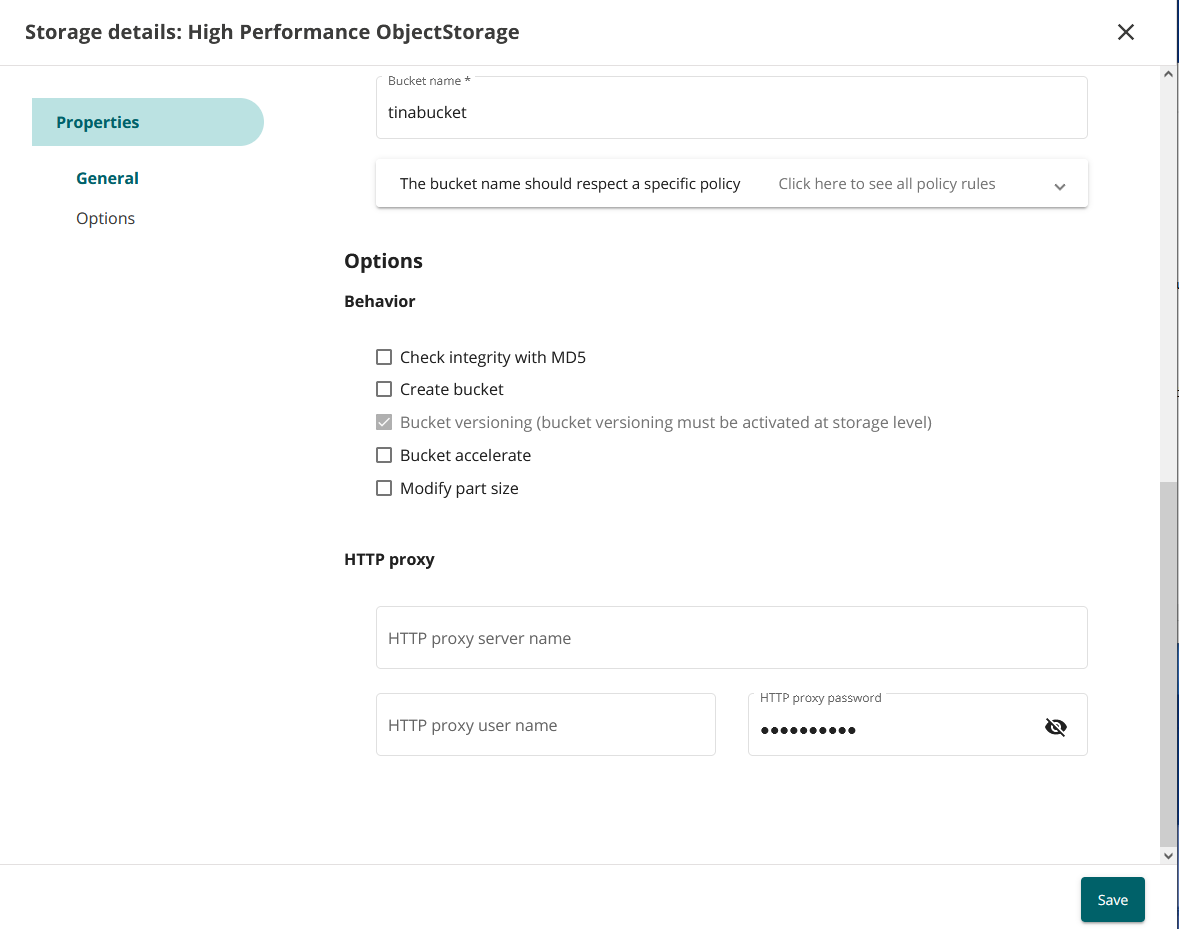 Storage details: High Performance ObjectStorage
Properties
General
Options
Bucket name *
tinabucket
The bucket name should respect a specific policy Click here to see all policy rules
Options
Behavior
Check integrity with MD5
Create bucket
Bucket versioning (bucket versioning must be activated at storage level)
Bucket accelerate
Modify part size
HTTP proxy
HTTP proxy server name
HTTP proxy user name
HTTP proxy password
••••••••••
Save